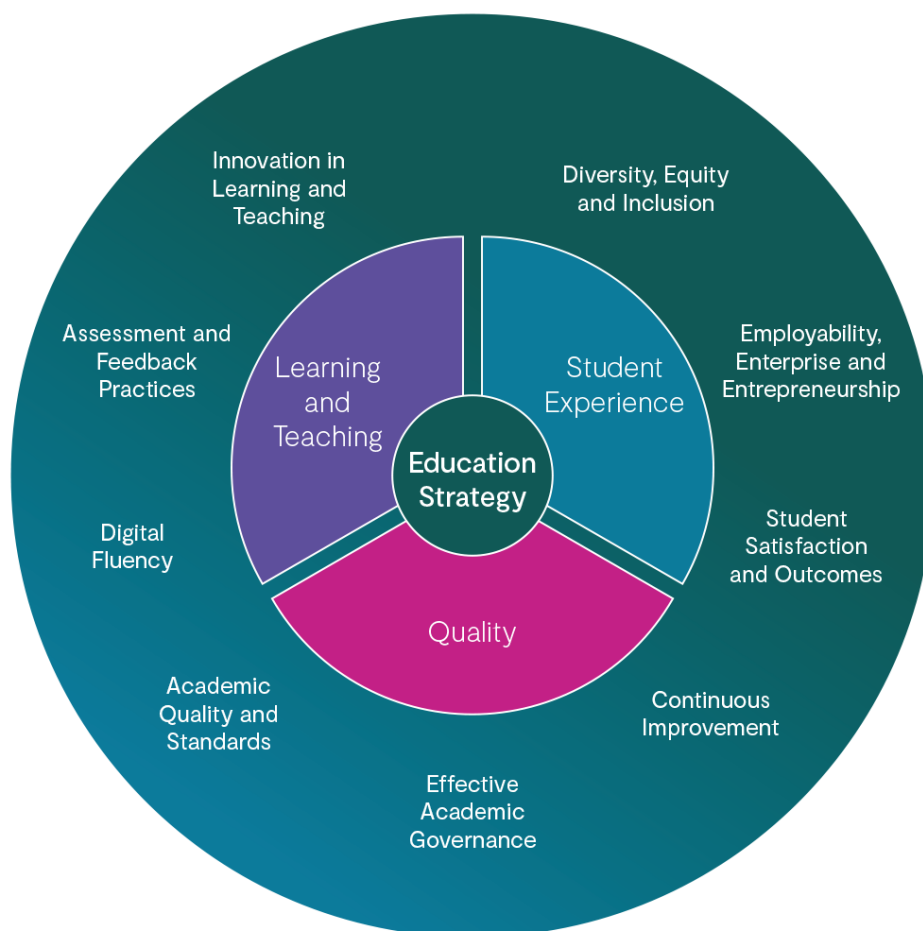 Innovation in
Learning and
Teaching
Diversity, Equity
and Inclusion
Assessment and
Feedback
Practices
Learning
and
Teaching
Student
Experience
Employability,
Enterprise and
Entrepreneurship
Education
Strategy
Digital
Fluency
Student
Satisfaction
and Outcomes
Quality
Academic
Quality and
Standards
Continuous
Improvement
Effective
Academic
Governance